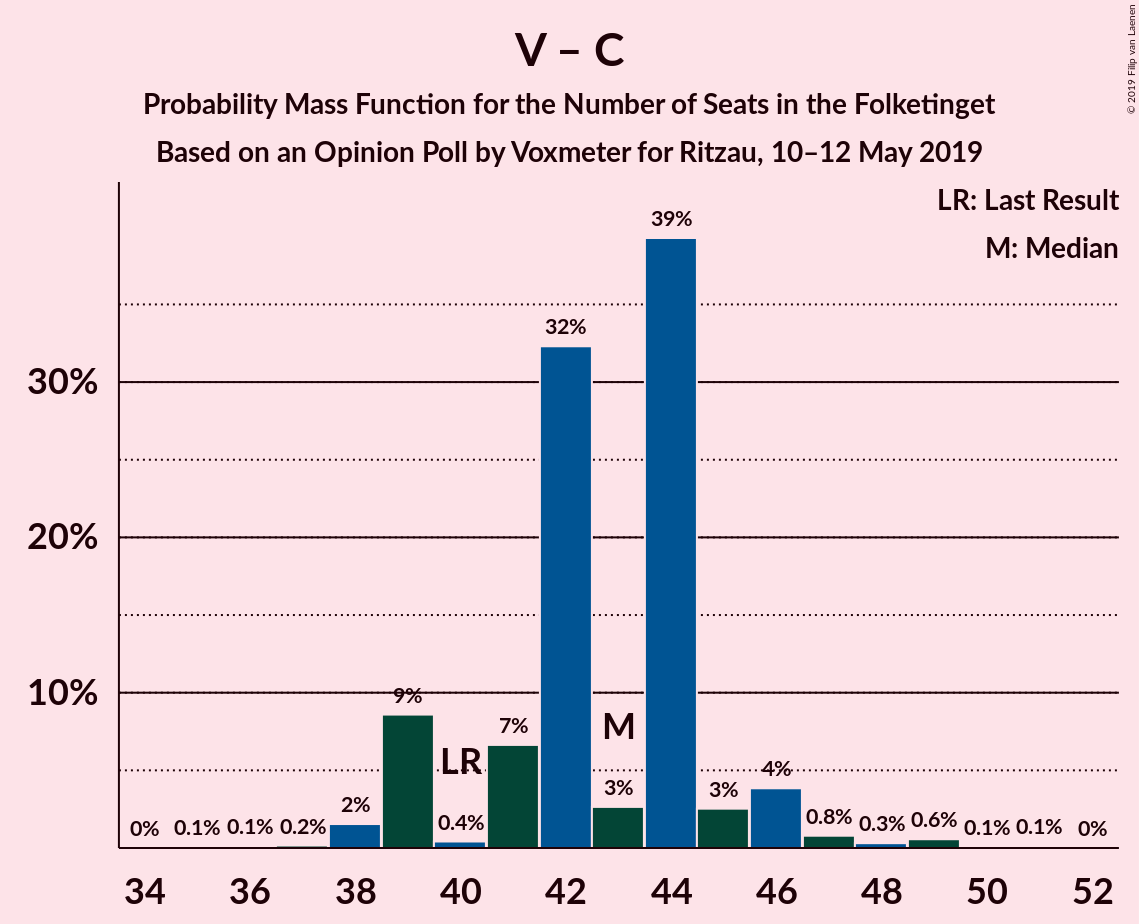 V – C
Probability Mass Function for the Number of Seats in the Folketinget
Based on an Opinion Poll by Voxmeter for Ritzau, 10–12 May 2019
© 2019 Filip van Laenen
LR: Last Result
M: Median
39%
32%
30%
20%
10%
9%
7%
M
LR
2%
0.4%
3%
3%
4%
0% 0.1% 0.1% 0.2% 0.8% 0.3% 0.6% 0.1% 0.1% 0%
34 36 38 40 42 44 46 48 50 52